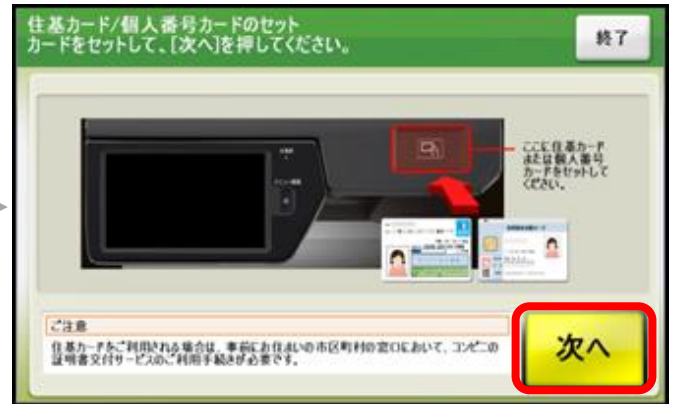 住基カード/個人番号カードのセット
カードをセットして、[次へ]を押してください。
終了
ここに住基カード
または個人番号
カードをセットして
ください。
ご注意
住基カードをご利用される場合は、事前にお住まいの市区町村の窓口において、コンビニの
証明書交付サービスのご利用手続きが必要です。
次へ